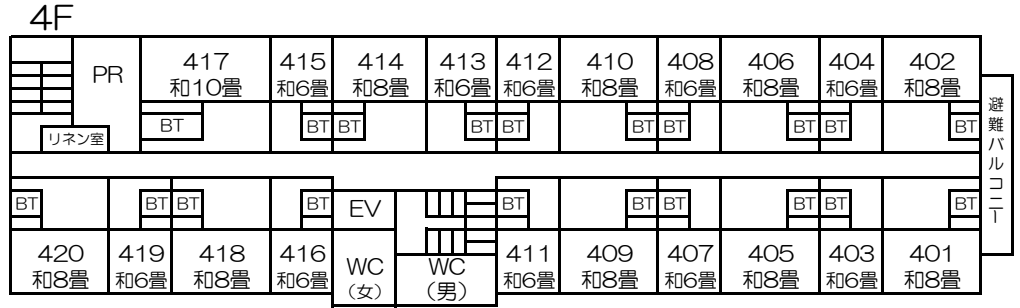 4F
PR
417
和10畳
415
和6畳
414
和8畳
413
和6畳
412
和6畳
410
和8畳
408
和6畳
406
和8畳
404
和6畳
402
和8畳
リネン室
BT
BT
BT
BT
BT
BT
BT
BT
BT
BT
避難バルコニー
BT
BT
BT
BT
EV
BT
BT
BT
BT
BT
BT
420
和8畳
419
和6畳
418
和8畳
416
和6畳
WC
(女)
WC
(男)
411
和6畳
409
和8畳
407
和6畳
405
和8畳
403
和6畳
401
和8畳